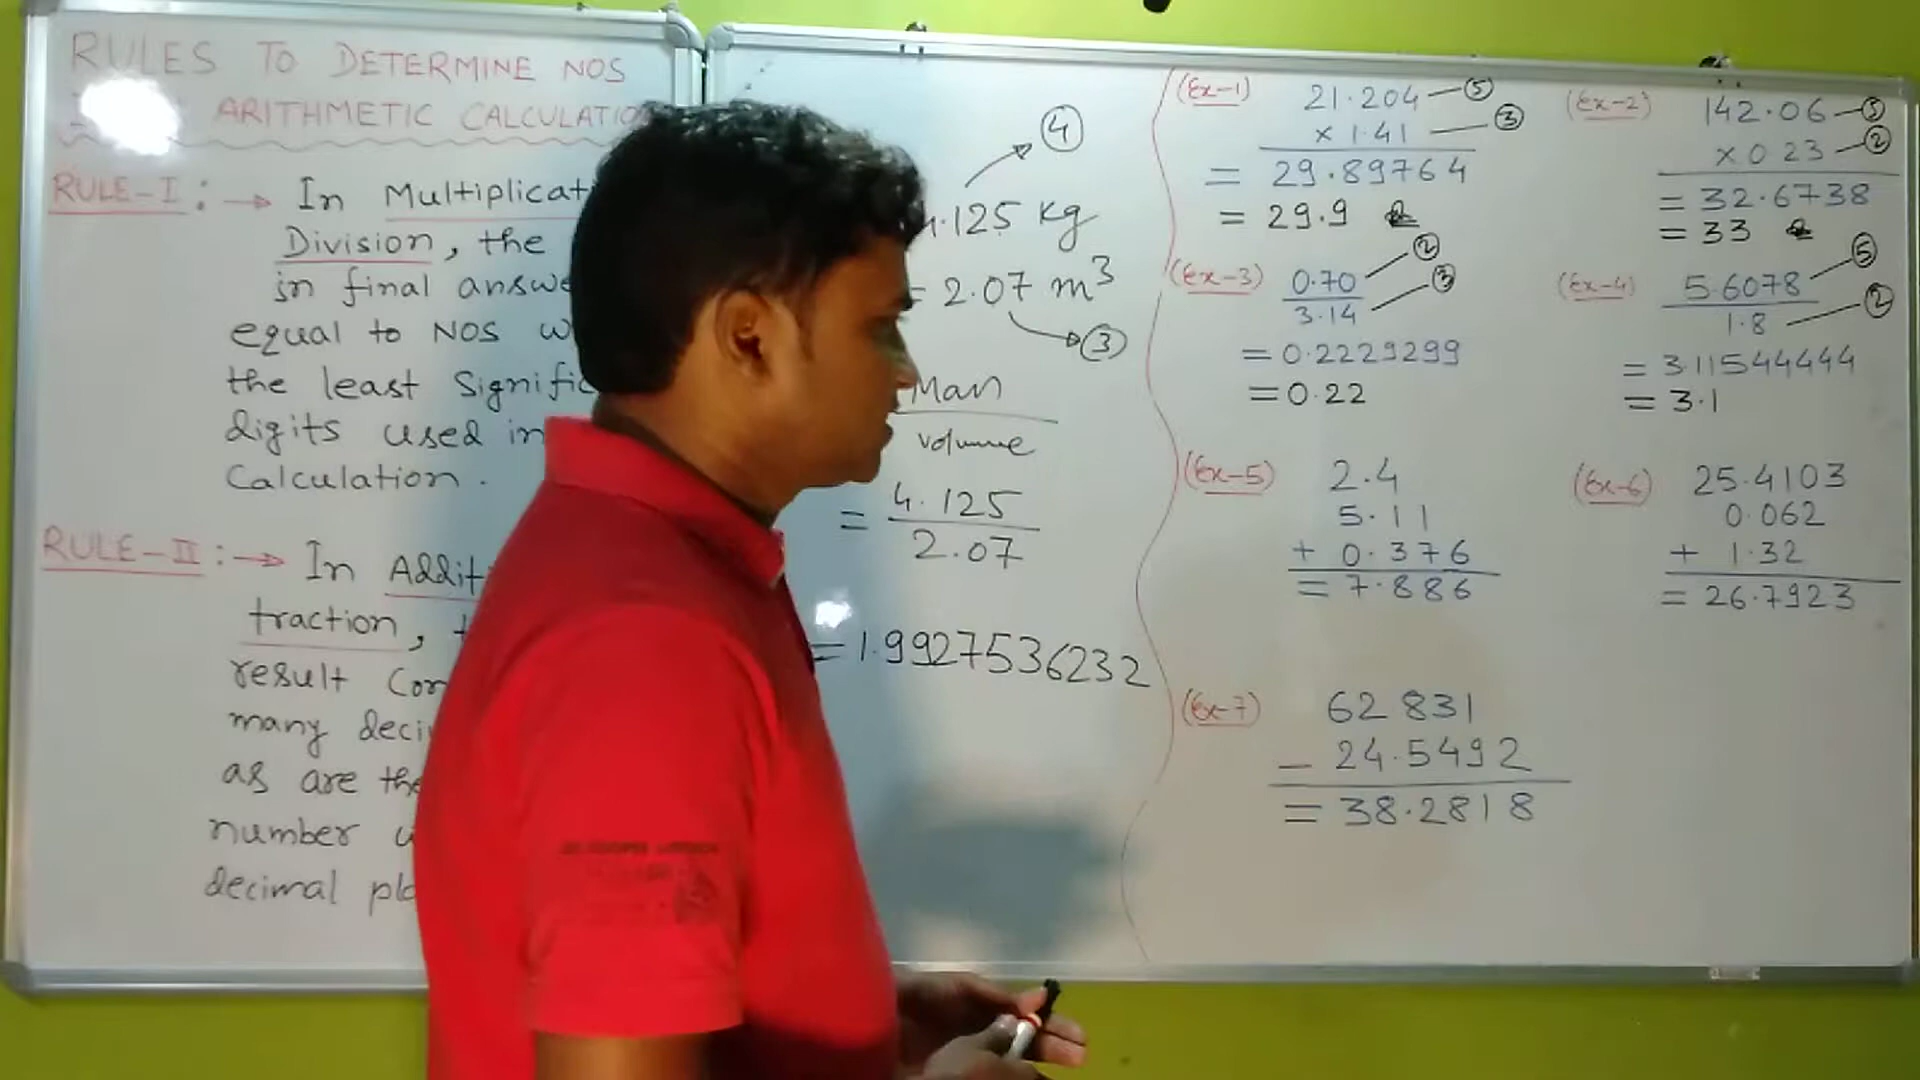 RULES TO DETERMINE NOS
ARITHMETIC CALCULATIO
RULE-I : → In Multiplicati
Division, the
in final answe
equal to NOS w
the least Signific
digits used in
Calculation.
RULE-II : → In Addit
traction,
result Con
many deci
as are the
number u
decimal pla
4
.125 kg
2.07 m³
3
Mass
volume
= 4.125
2.07
= 1.9927536232
(Ex-1) 21.204 5
× 1.41 3
= 29.89764
= 29.9
(Ex-2) 142.06 5
× 0 23 2
= 32.6738
= 33
(Ex-3) 0.70 2
3.14 3
= 0.2229299
= 0.22
(Ex-4) 5.6078 5
1.8 2
= 3.11544444
= 3.1
(Ex-5) 2.4
5.11
+ 0.376
= 7.886
(Ex-6) 25.4103
0.062
+ 1.32
= 26.7923
(Ex-7) 62 831
- 24.5492
= 38.2818